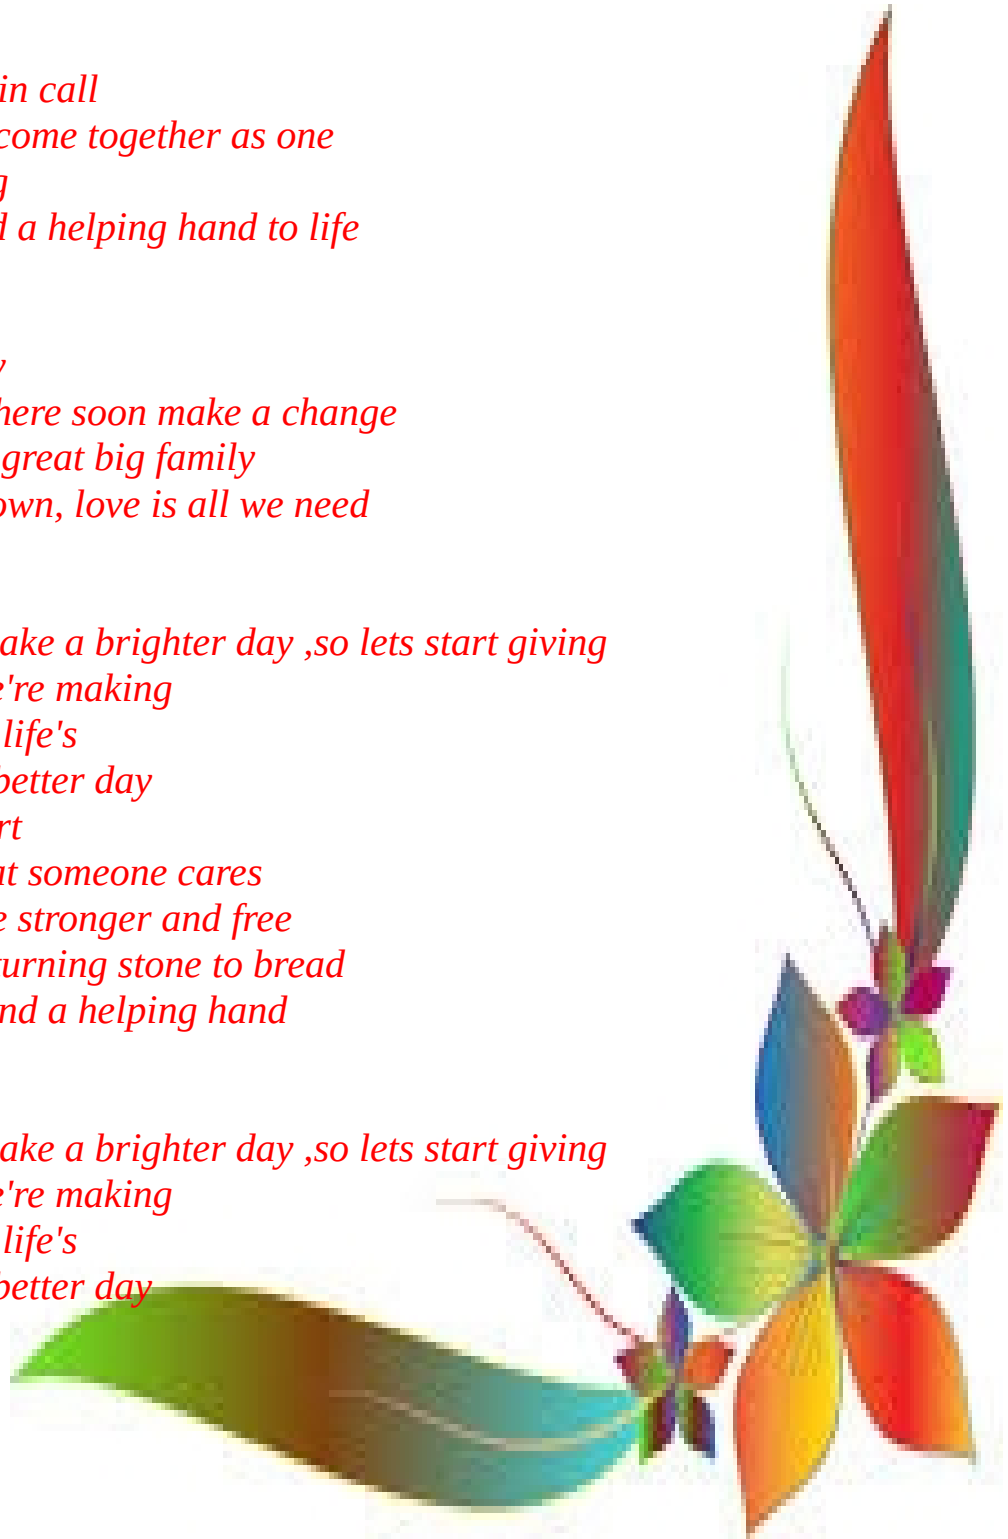 in call
come together as one
g
d a helping hand to life
y
here soon make a change
great big family
own, love is all we need
ake a brighter day ,so lets start giving
e're making
life's
better day
rt
at someone cares
e stronger and free
turning stone to bread
nd a helping hand
ake a brighter day ,so lets start giving
e're making
life's
better day